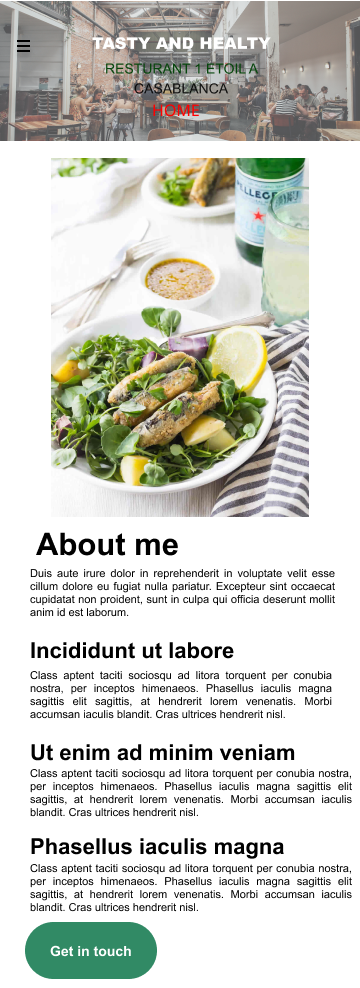 TASTY AND HEALTY
RESTURANT 1 ETOIL A
CASABLANCA
HOME
About me
Duis aute irure dolor in reprehenderit in voluptate velit esse
cillum dolore eu fugiat nulla pariatur. Excepteur sint occaecat
cupidatat non proident, sunt in culpa qui officia deserunt mollit
anim id est laborum.
Incididunt ut labore
Class aptent taciti sociosqu ad litora torquent per conubia
nostra, per inceptos himenaeos. Phasellus iaculis magna
sagittis elit sagittis, at hendrerit lorem venenatis. Morbi
accumsan iaculis blandit. Cras ultrices hendrerit nisl.
Ut enim ad minim veniam
Class aptent taciti sociosqu ad litora torquent per conubia nostra,
per inceptos himenaeos. Phasellus iaculis magna sagittis elit
sagittis, at hendrerit lorem venenatis. Morbi accumsan iaculis
blandit. Cras ultrices hendrerit nisl.
Phasellus iaculis magna
Class aptent taciti sociosqu ad litora torquent per conubia nostra,
per inceptos himenaeos. Phasellus iaculis magna sagittis elit
sagittis, at hendrerit lorem venenatis. Morbi accumsan iaculis
blandit. Cras ultrices hendrerit nisl.
Get in touch